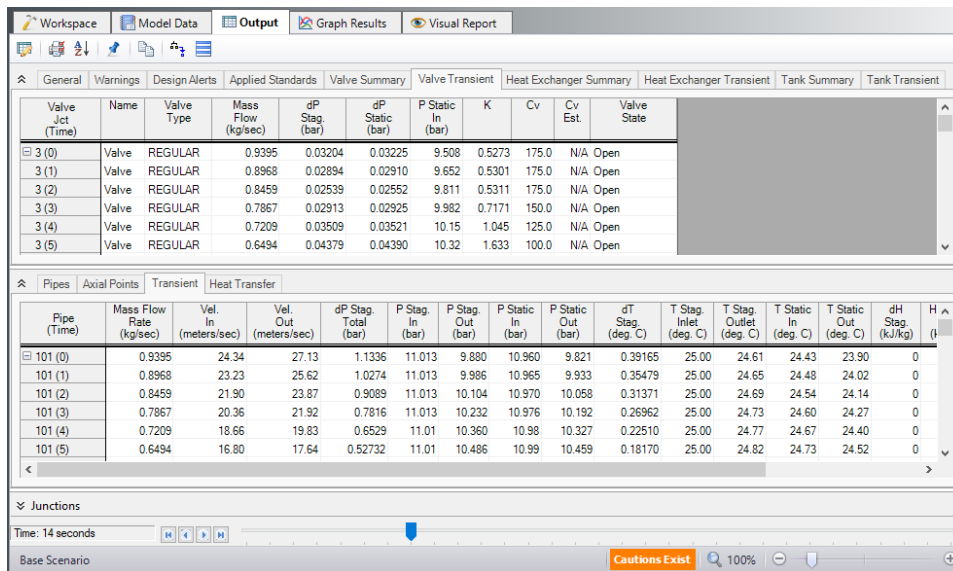 Workspace Model Data Output Graph Results Visual Report
General Warnings Design Alerts Applied Standards Valve Summary Valve Transient Heat Exchanger Summary Heat Exchanger Transient Tank Summary Tank Transient
Valve Jct (Time) Name Valve Type Mass Flow (kg/sec) dP Stag. (bar) dP Static (bar) P Static In (bar) K Cv Cv Est. Valve State
3 (0) Valve REGULAR 0.9395 0.03204 0.03225 9.508 0.5273 175.0 N/A Open
3 (1) Valve REGULAR 0.8968 0.02894 0.02910 9.652 0.5301 175.0 N/A Open
3 (2) Valve REGULAR 0.8459 0.02539 0.02552 9.811 0.5311 175.0 N/A Open
3 (3) Valve REGULAR 0.7867 0.02913 0.02925 9.982 0.7171 150.0 N/A Open
3 (4) Valve REGULAR 0.7209 0.03509 0.03521 10.15 1.045 125.0 N/A Open
3 (5) Valve REGULAR 0.6494 0.04379 0.04390 10.32 1.633 100.0 N/A Open
Pipes Axial Points Transient Heat Transfer
Pipe (Time) Mass Flow Rate (kg/sec) Vel. In (meters/sec) Vel. Out (meters/sec) dP Stag. Total (bar) P Stag. In (bar) P Stag. Out (bar) P Static In (bar) P Static Out (bar) dT Stag. (deg. C) T Stag. Inlet (deg. C) T Stag. Outlet (deg. C) T Static In (deg. C) T Static Out (deg. C) dH Stag. (kJ/kg) H
101 (0) 0.9395 24.34 27.13 1.1336 11.013 9.880 10.960 9.821 0.39165 25.00 24.61 24.43 23.90 0
101 (1) 0.8968 23.23 25.62 1.0274 11.013 9.986 10.965 9.933 0.35479 25.00 24.65 24.48 24.02 0
101 (2) 0.8459 21.90 23.87 0.9089 11.013 10.104 10.970 10.058 0.31371 25.00 24.69 24.54 24.14 0
101 (3) 0.7867 20.36 21.92 0.7816 11.013 10.232 10.976 10.192 0.26962 25.00 24.73 24.60 24.27 0
101 (4) 0.7209 18.66 19.83 0.6529 11.01 10.360 10.98 10.327 0.22510 25.00 24.77 24.67 24.40 0
101 (5) 0.6494 16.80 17.64 0.52732 11.01 10.486 10.99 10.459 0.18170 25.00 24.82 24.73 24.52 0
Junctions
Time: 14 seconds
Base Scenario Cautions Exist 100%